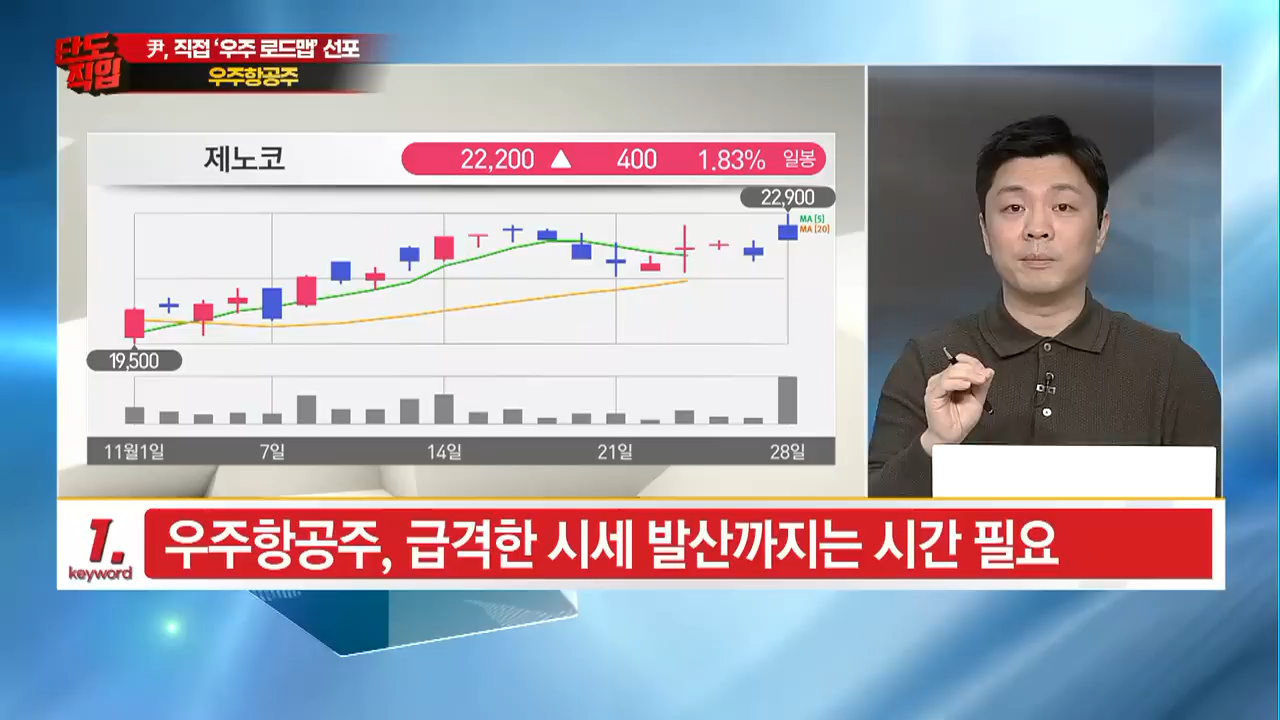 단도
직입
尹, 직접 ‘우주 로드맵’ 선포
우주항공주
제노코
22,200 ▲ 400 1.83% 일봉
22,900
MA [5]
MA [20]
19,500
11월1일 7일 14일 21일 28일
1.
keyword
우주항공주, 급격한 시세 발산까지는 시간 필요